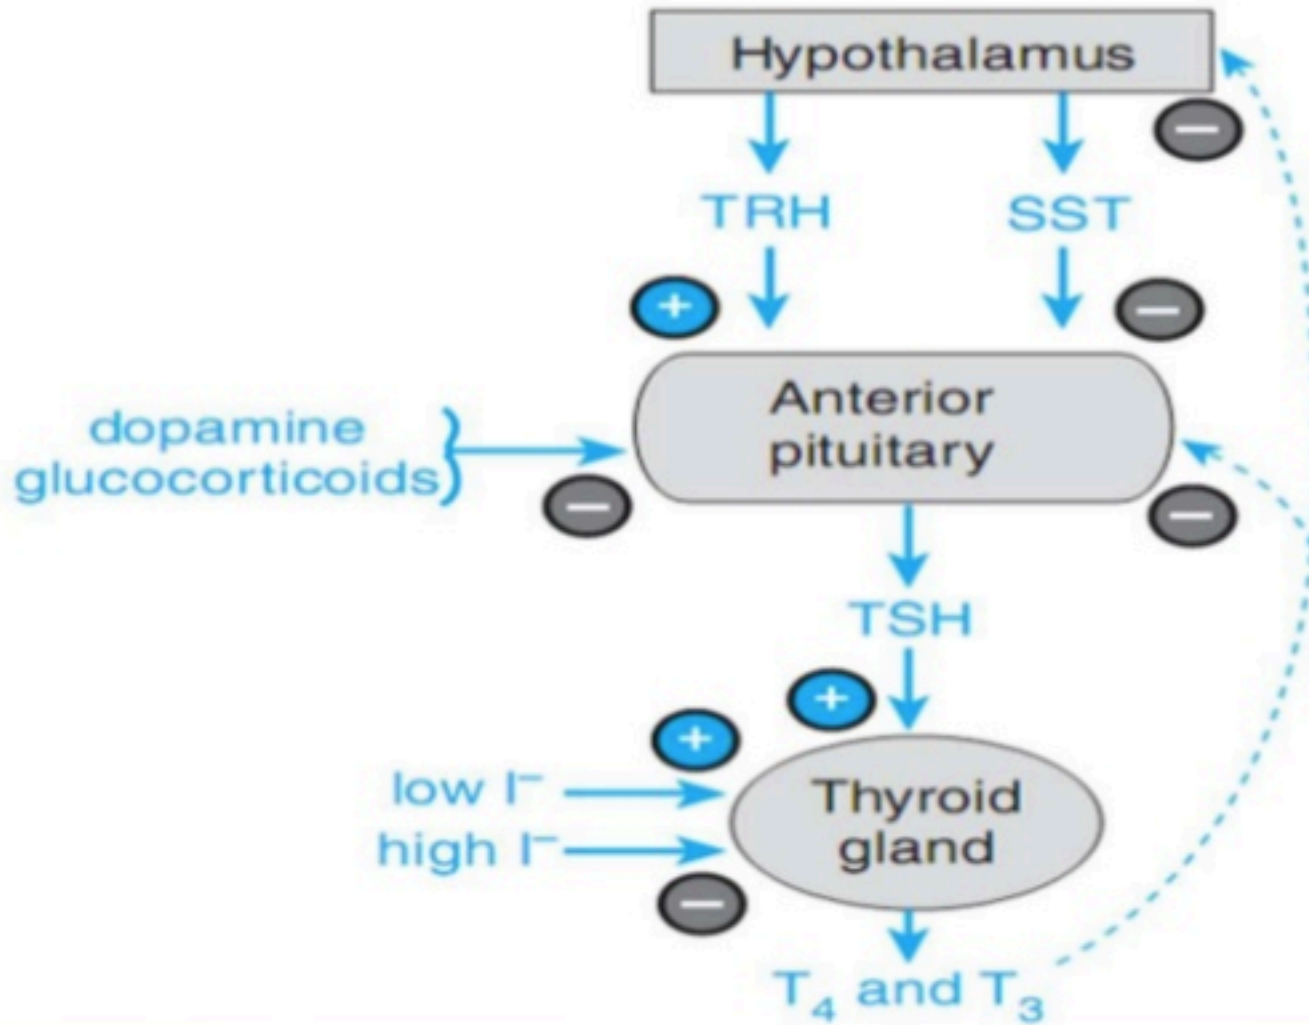 Hypothalamus
−
TRH
SST
+
−
dopamine
glucocorticoids
−
Anterior
pituitary
−
TSH
+
+
low I⁻
high I⁻
−
Thyroid
gland
T₄ and T₃